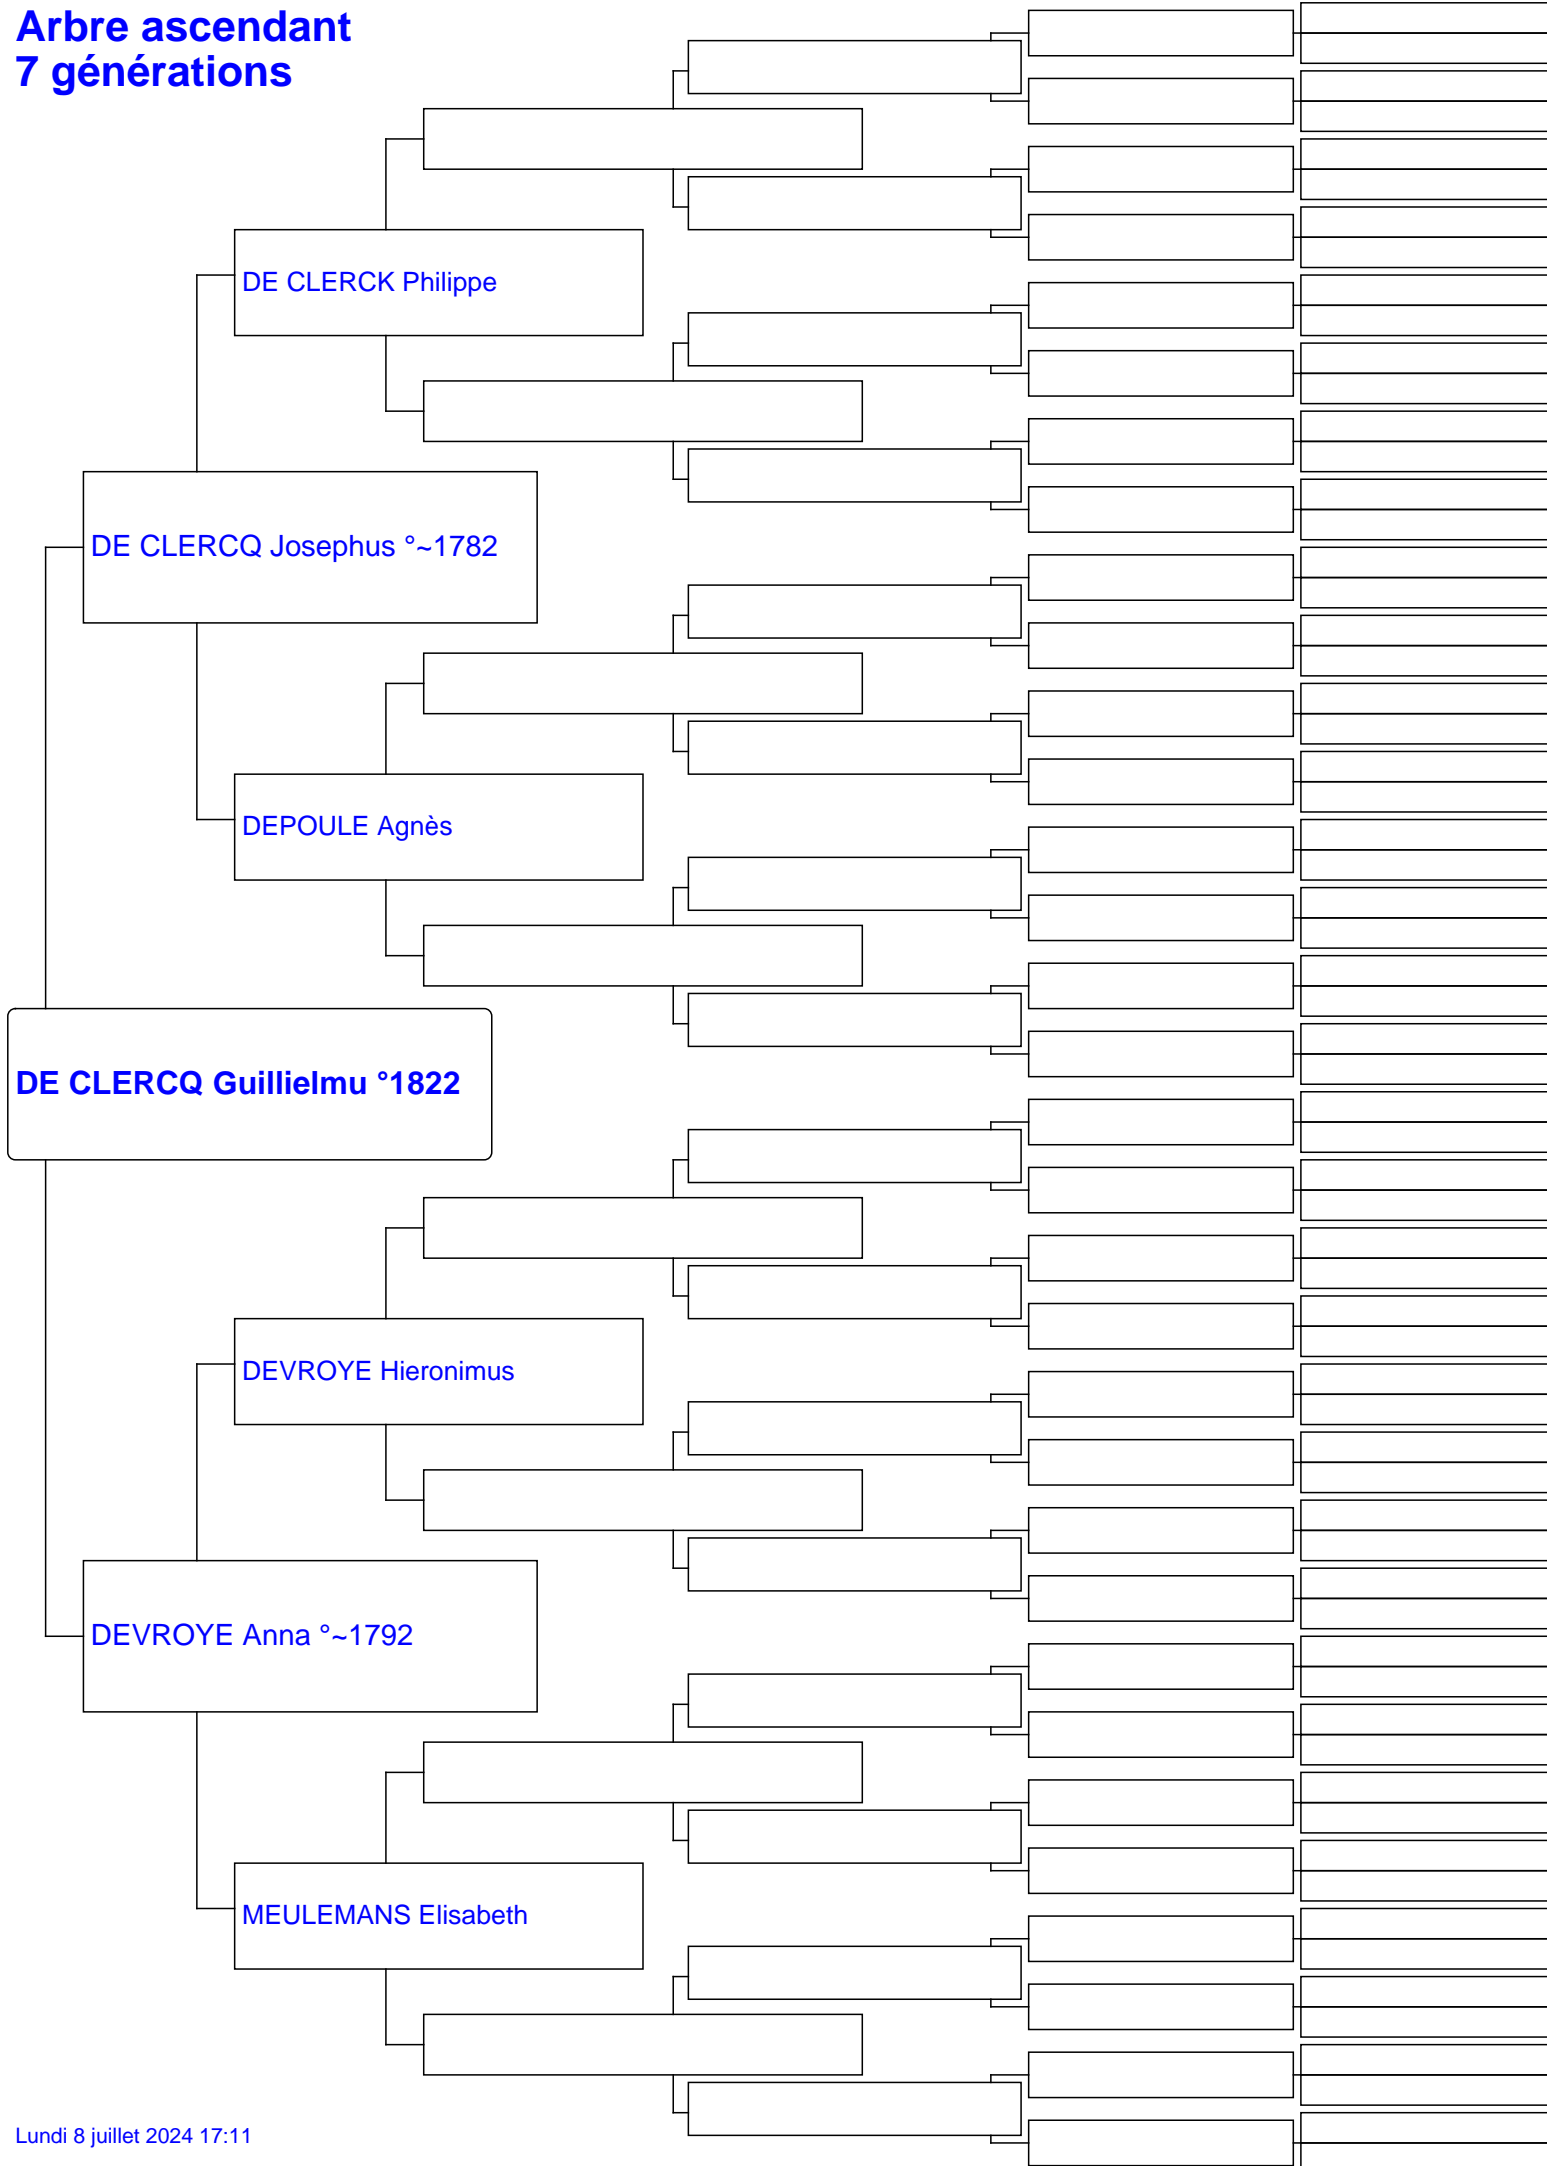 Arbre ascendant
7 générations
DE CLERCK Philippe
DE CLERCQ Josephus °~1782
DEPOULE Agnès
DE CLERCQ Guillielmu °1822
DEVROYE Hieronimus
DEVROYE Anna °~1792
MEULEMANS Elisabeth
Lundi 8 juillet 2024 17:11